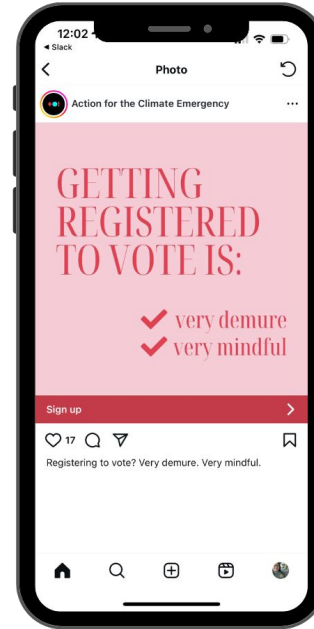 12:02
◀ Slack
Photo
Action for the Climate Emergency
GETTING
REGISTERED
TO VOTE IS:
very demure
very mindful
Sign up
17
Registering to vote? Very demure. Very mindful.